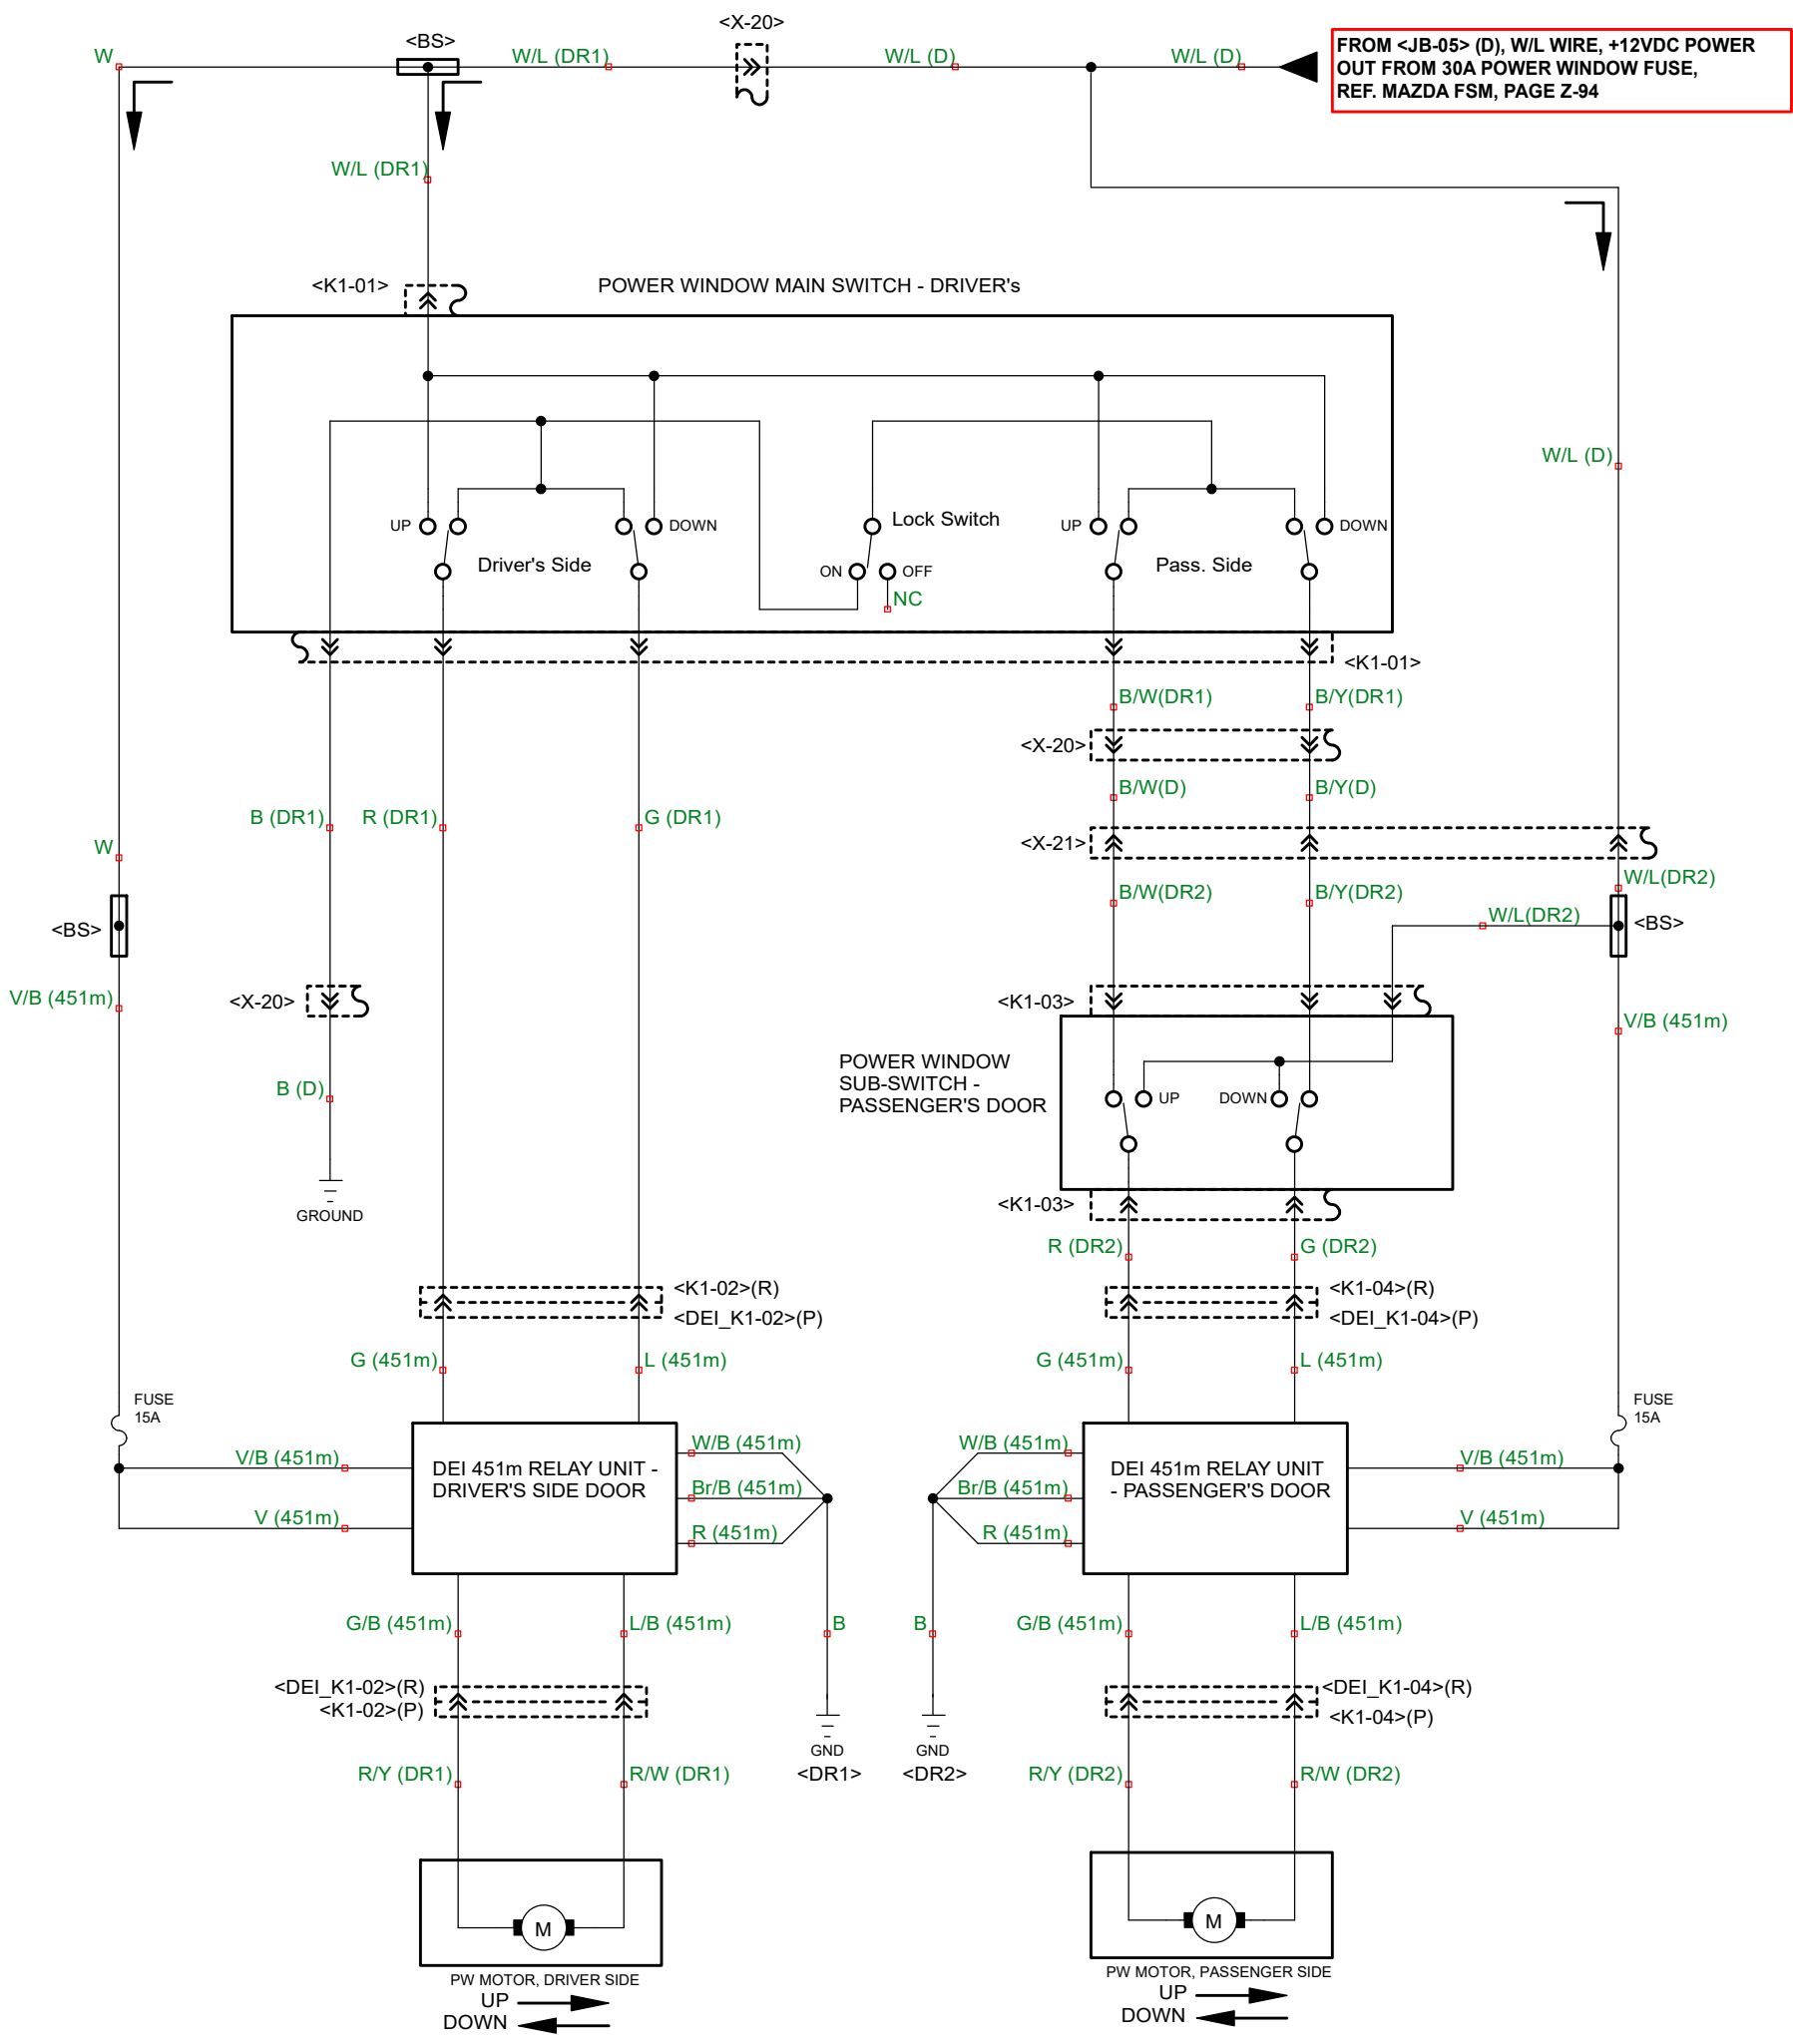 <X-20>
<BS>
W
W/L (DR1)
W/L (D)
W/L (D)
FROM <JB-05> (D), W/L WIRE, +12VDC POWER
OUT FROM 30A POWER WINDOW FUSE,
REF. MAZDA FSM, PAGE Z-94
W/L (DR1)
<K1-01>
POWER WINDOW MAIN SWITCH - DRIVER's
W/L (D)
UP
DOWN
Lock Switch
UP
DOWN
Driver's Side
ON
OFF
Pass. Side
NC
<K1-01>
B/W(DR1)
B/Y(DR1)
<X-20>
B/W(D)
B/Y(D)
B (DR1)
R (DR1)
G (DR1)
W
<X-21>
W/L(DR2)
B/W(DR2)
B/Y(DR2)
W/L(DR2)
<BS>
<BS>
V/B (451m)
<X-20>
<K1-03>
V/B (451m)
POWER WINDOW
SUB-SWITCH -
PASSENGER'S DOOR
UP
DOWN
B (D)
GROUND
<K1-03>
R (DR2)
G (DR2)
<K1-02>(R)
<DEI_K1-02>(P)
<K1-04>(R)
<DEI_K1-04>(P)
G (451m)
L (451m)
G (451m)
L (451m)
FUSE
15A
FUSE
15A
V/B (451m)
V (451m)
DEI 451m RELAY UNIT -
DRIVER'S SIDE DOOR
W/B (451m)
Br/B (451m)
R (451m)
W/B (451m)
Br/B (451m)
R (451m)
DEI 451m RELAY UNIT
- PASSENGER'S DOOR
V/B (451m)
V (451m)
G/B (451m)
L/B (451m)
B
B
G/B (451m)
L/B (451m)
<DEI_K1-02>(R)
<K1-02>(P)
<DEI_K1-04>(R)
<K1-04>(P)
GND
<DR1>
GND
<DR2>
R/Y (DR1)
R/W (DR1)
R/Y (DR2)
R/W (DR2)
M
M
PW MOTOR, DRIVER SIDE
UP
DOWN
PW MOTOR, PASSENGER SIDE
UP
DOWN